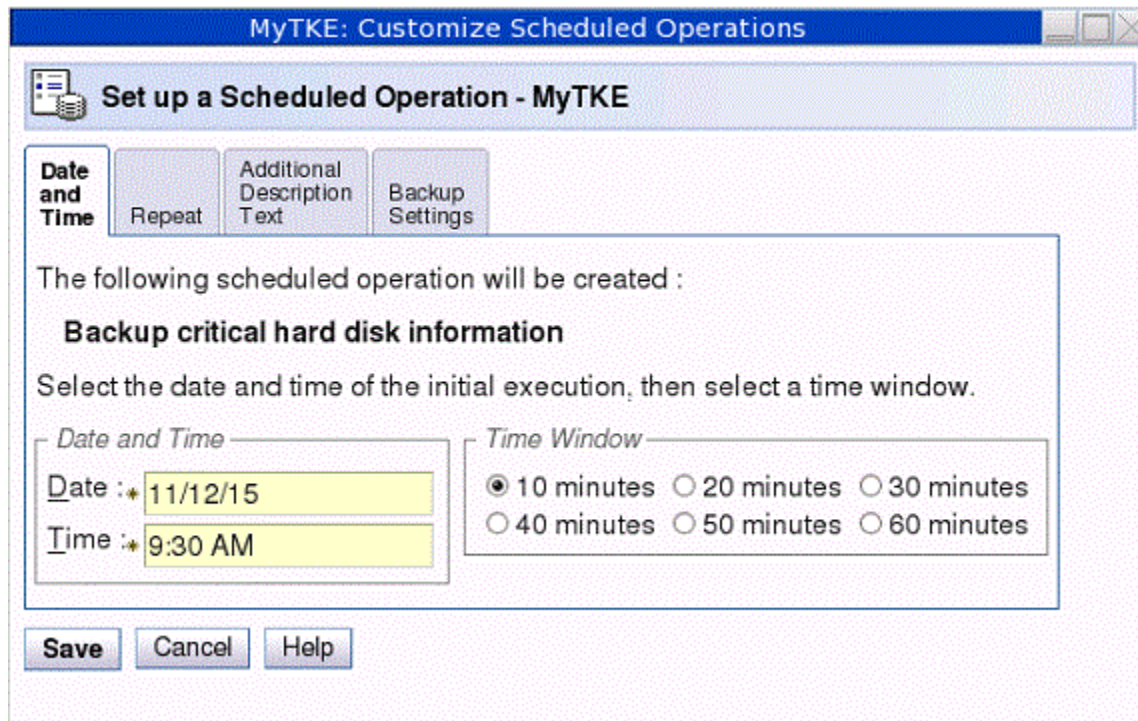 MyTKE: Customize Scheduled Operations
Set up a Scheduled Operation - MyTKE
Date
and
Time
Repeat
Additional
Description
Text
Backup
Settings
The following scheduled operation will be created :
Backup critical hard disk information
Select the date and time of the initial execution, then select a time window.
Date and Time
Date :* 11/12/15
Time :* 9:30 AM
Time Window
10 minutes 20 minutes 30 minutes
40 minutes 50 minutes 60 minutes
Save Cancel Help